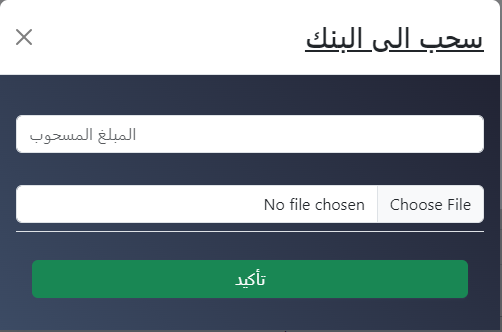 سحب الى البنك
المبلغ المسحوب
Choose File No file chosen
تأكيد